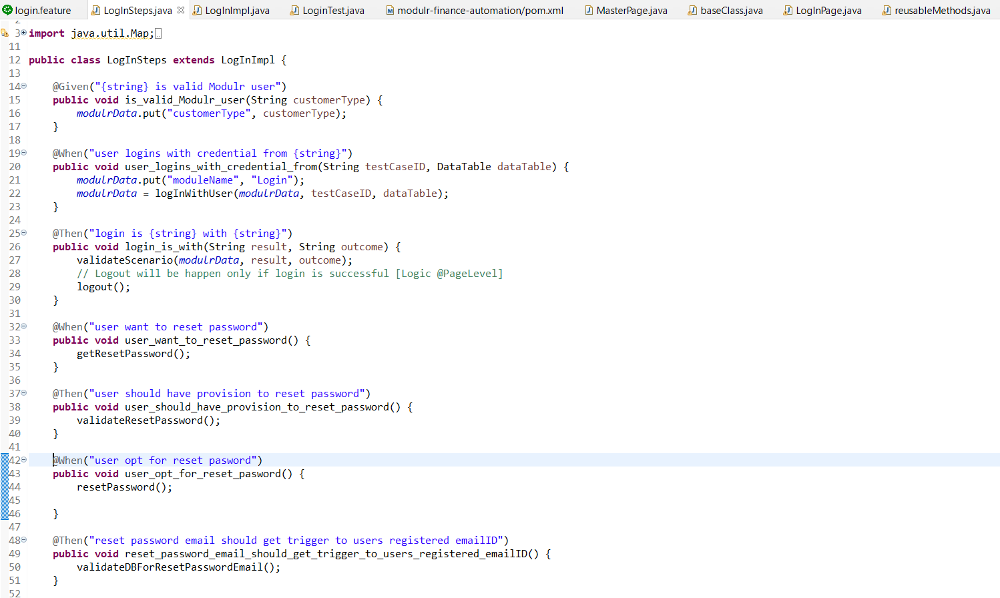 login.feature LogInSteps.java LogInImpl.java LoginTest.java modulr-finance-automation/pom.xml MasterPage.java baseClass.java LogInPage.java reusableMethods.java
2
3 import java.util.Map;
11
12 public class LogInSteps extends LogInImpl {
13
14 @Given("{string} is valid Modulr user")
15 public void is_valid_Modulr_user(String customerType) {
16 modulrData.put("customerType", customerType);
17 }
18
19 @When("user logins with credential from {string}")
20 public void user_logins_with_credential_from(String testCaseID, DataTable dataTable) {
21 modulrData.put("moduleName", "Login");
22 modulrData = logInWithUser(modulrData, testCaseID, dataTable);
23 }
24
25 @Then("login is {string} with {string}")
26 public void login_is_with(String result, String outcome) {
27 validateScenario(modulrData, result, outcome);
28 // Logout will be happen only if login is successful [Logic @PageLevel]
29 logout();
30 }
31
32 @When("user want to reset password")
33 public void user_want_to_reset_password() {
34 getResetPassword();
35 }
36
37 @Then("user should have provision to reset password")
38 public void user_should_have_provision_to_reset_password() {
39 validateResetPassword();
40 }
41
42 @When("user opt for reset pasword")
43 public void user_opt_for_reset_pasword() {
44 resetPassword();
45
46 }
47
48 @Then("reset password email should get trigger to users registered emailID")
49 public void reset_password_email_should_get_trigger_to_users_registered_emailID() {
50 validateDBForResetPasswordEmail();
51 }
52